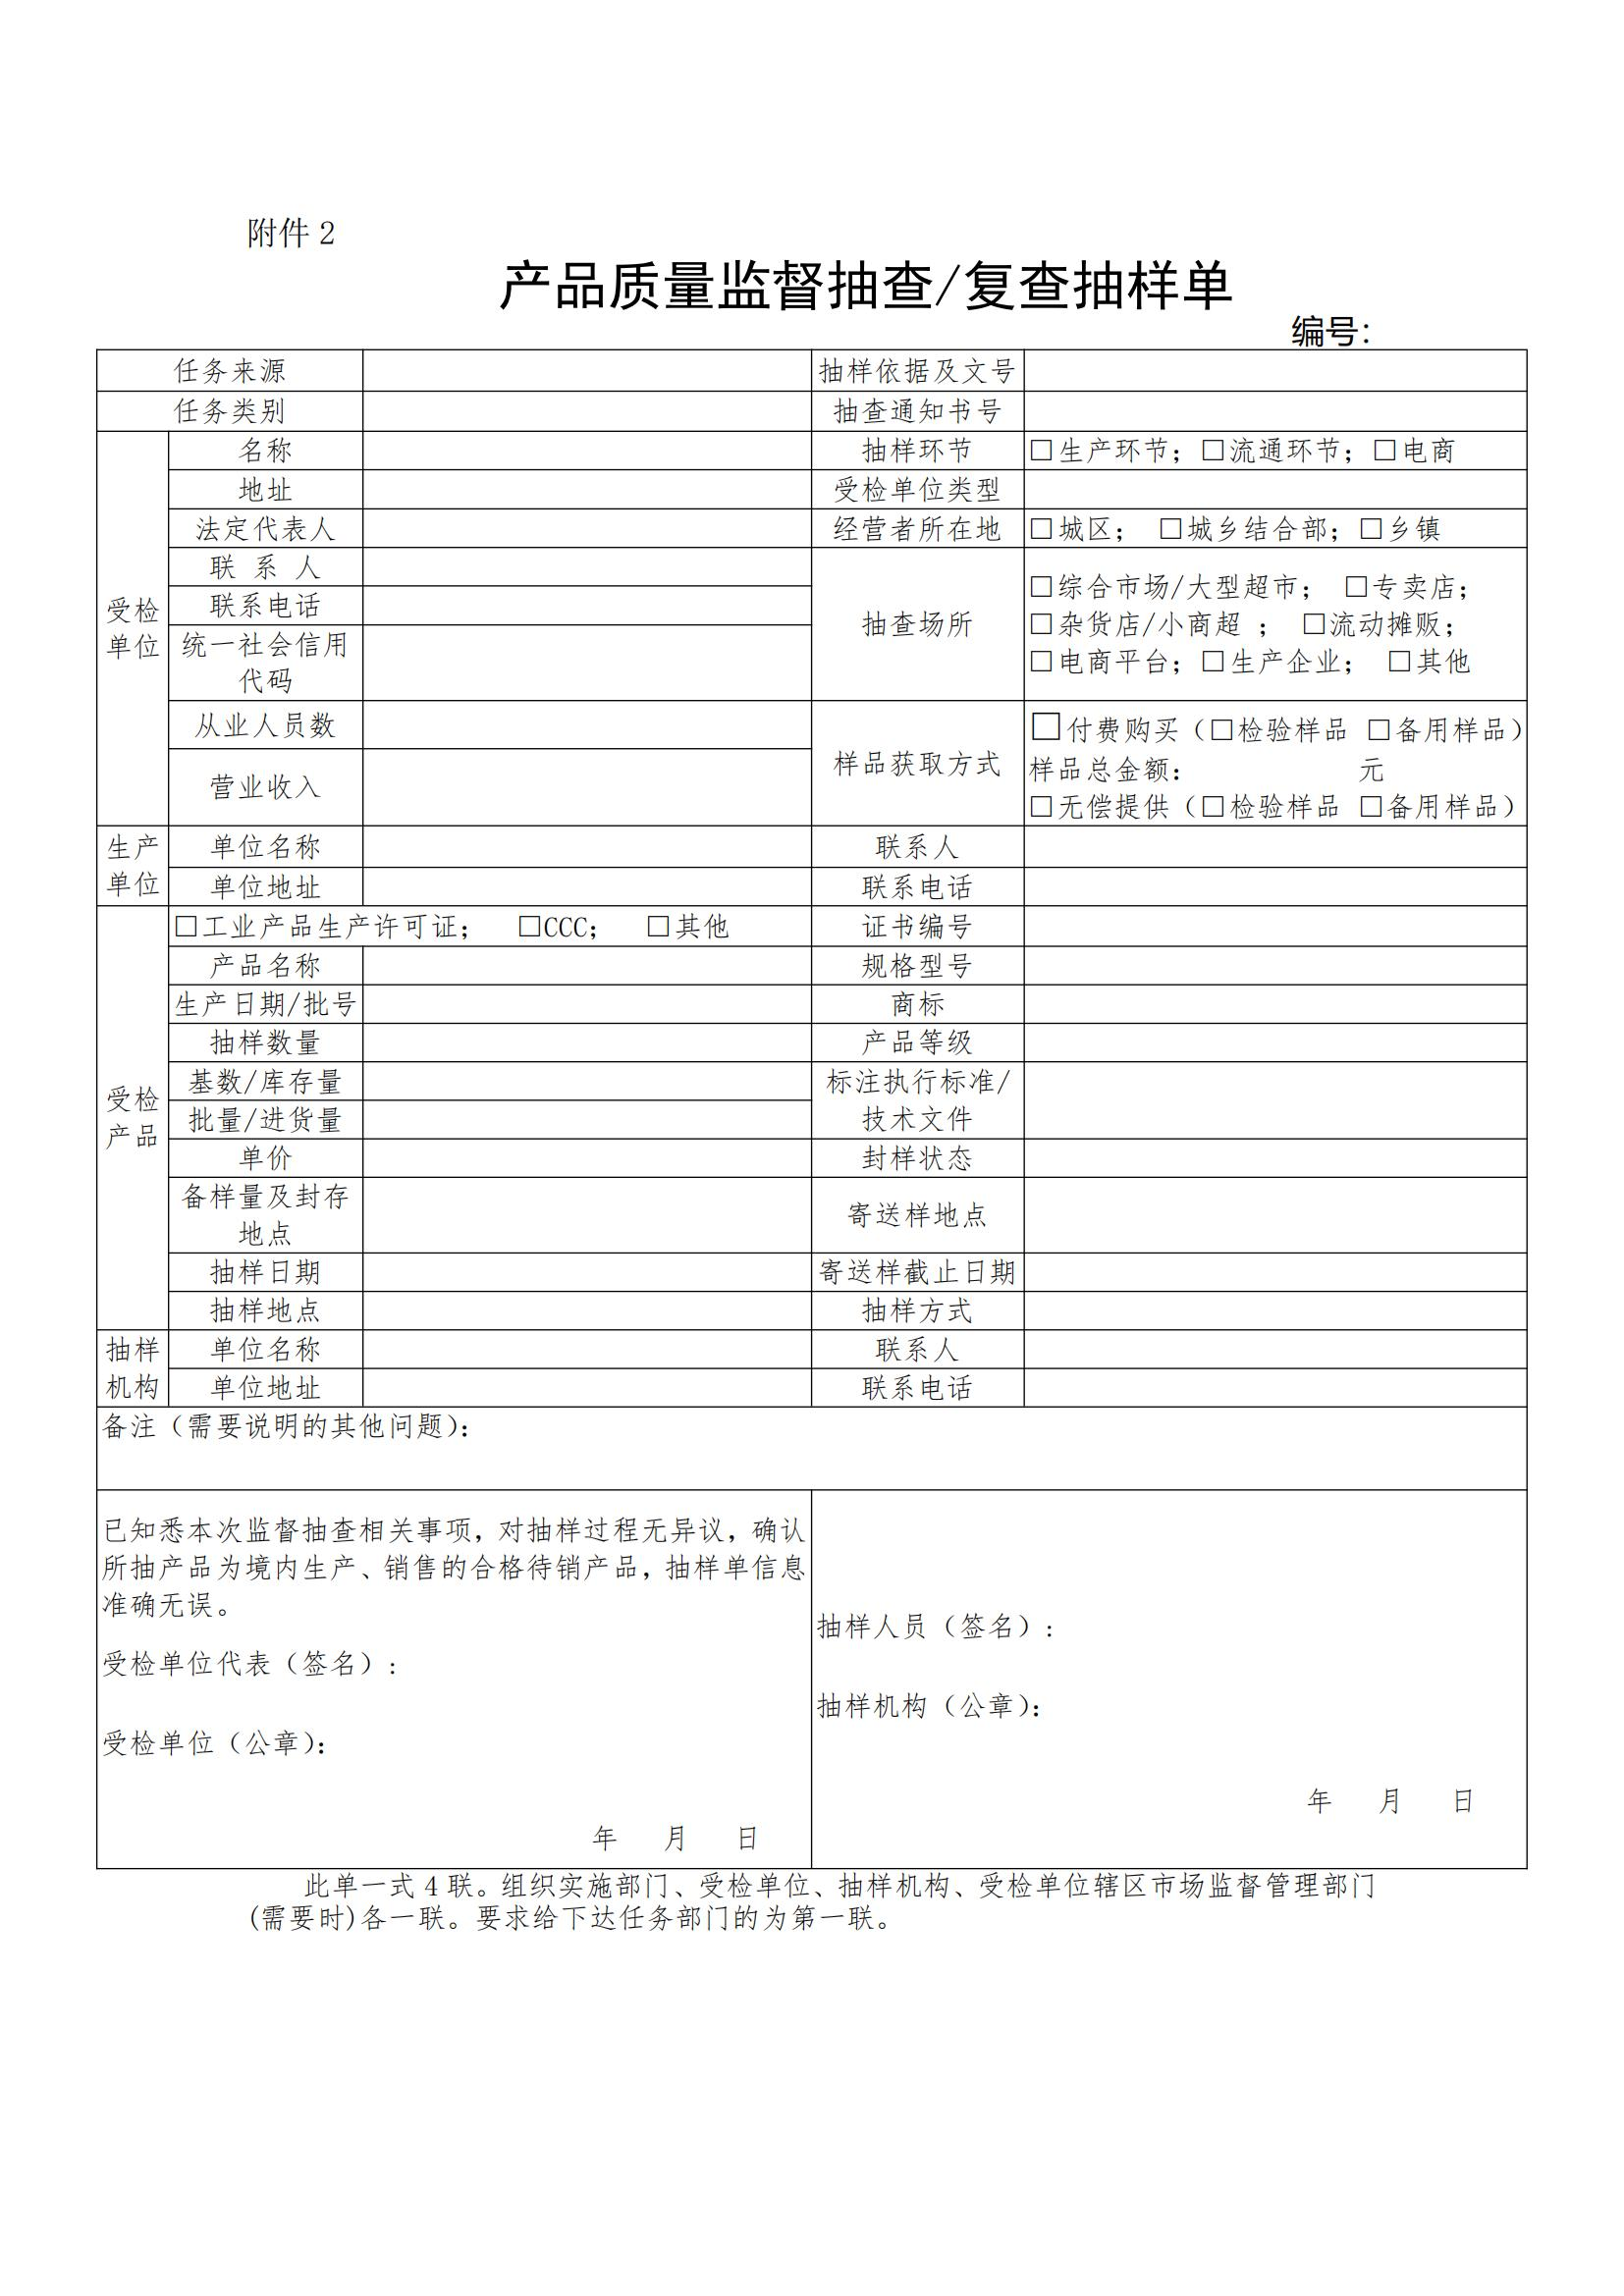 附件 2
产品质量监督抽查/复查抽样单
编号：
任务来源 抽样依据及文号
任务类别 抽查通知书号
受检单位 名称 抽样环节 □生产环节；□流通环节；□电商
地址 受检单位类型
法定代表人 经营者所在地 □城区； □城乡结合部；□乡镇
联 系 人
联系电话
统一社会信用
代码
抽查场所
□综合市场/大型超市； □专卖店；
□杂货店/小商超 ； □流动摊贩；
□电商平台；□生产企业； □其他
从业人员数
营业收入
样品获取方式
□付费购买（□检验样品 □备用样品）
样品总金额： 元
□无偿提供（□检验样品 □备用样品）
生产单位 单位名称 联系人
单位地址 联系电话
受检产品 □工业产品生产许可证； □CCC； □其他 证书编号
产品名称 规格型号
生产日期/批号 商标
抽样数量 产品等级
基数/库存量 标注执行标准/
批量/进货量 技术文件
单价 封样状态
备样量及封存
地点
寄送样地点
抽样日期 寄送样截止日期
抽样地点 抽样方式
抽样机构 单位名称 联系人
单位地址 联系电话
备注（需要说明的其他问题）：
已知悉本次监督抽查相关事项，对抽样过程无异议，确认
所抽产品为境内生产、销售的合格待销产品，抽样单信息
准确无误。
受检单位代表（签名）：
受检单位（公章）：
年 月 日
抽样人员（签名）：
抽样机构（公章）：
年 月 日
此单一式 4 联。组织实施部门、受检单位、抽样机构、受检单位辖区市场监督管理部门
(需要时)各一联。要求给下达任务部门的为第一联。